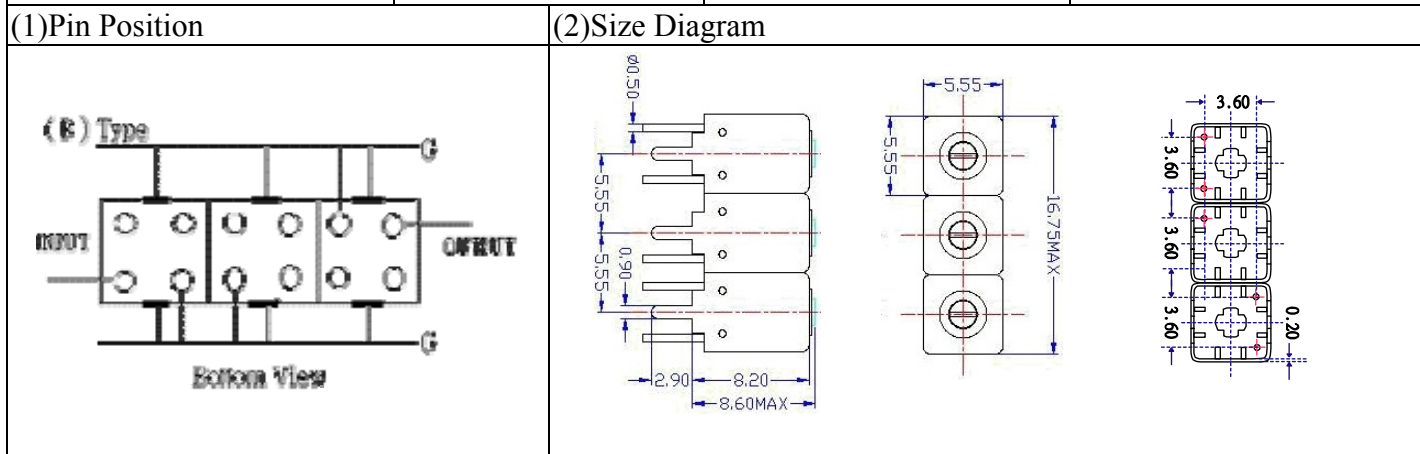 (1)Pin Position
(2)Size Diagram
(B) Type
G
INPUT
OUTPUT
G
Bottom View
ø0.50
5.55
5.55
0.90
2.90
8.20
8.60MAX
5.55
5.55
16.75MAX
3.60
3.60
3.60
3.60
0.20